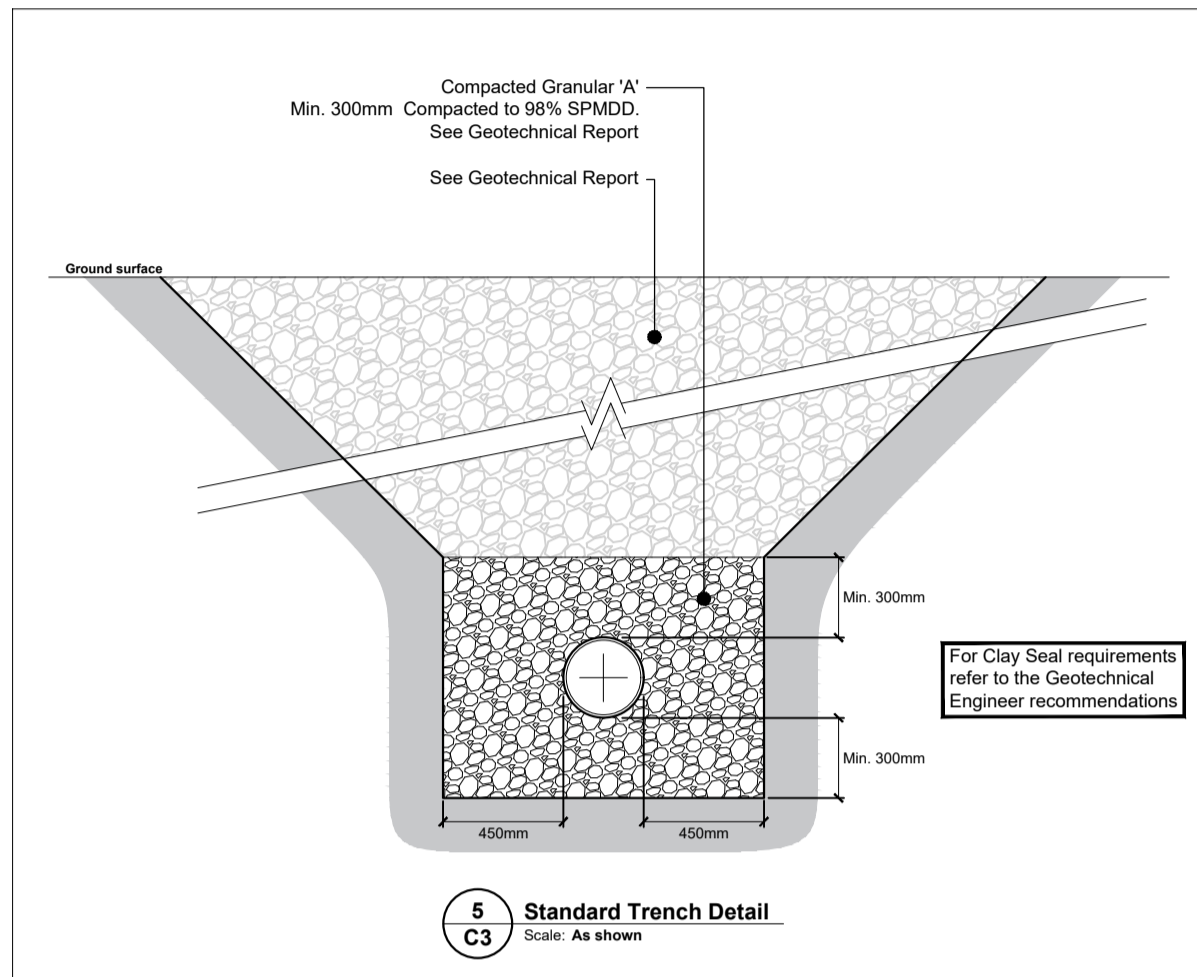 Compacted Granular 'A'
Min. 300mm Compacted to 98% SPMDD.
See Geotechnical Report
See Geotechnical Report
Ground surface
Min. 300mm
For Clay Seal requirements
refer to the Geotechnical
Engineer recommendations
Min. 300mm
450mm
450mm
5
C3
Standard Trench Detail
Scale: As shown